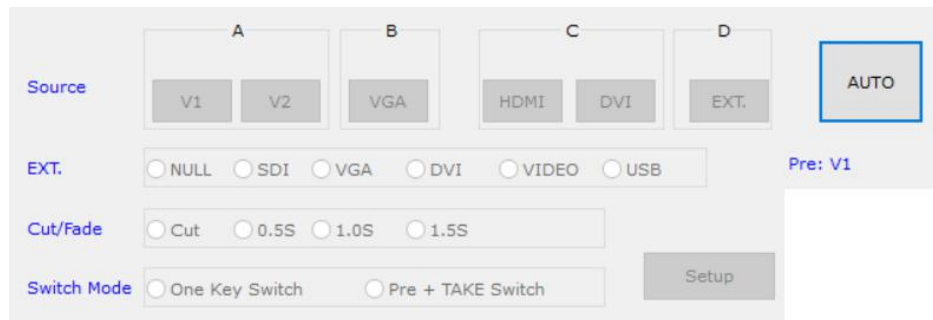 A B C D
Source V1 V2 VGA HDMI DVI EXT. AUTO
EXT. NULL SDI VGA DVI VIDEO USB Pre: V1
Cut/Fade Cut 0.5S 1.0S 1.5S
Switch Mode One Key Switch Pre + TAKE Switch Setup